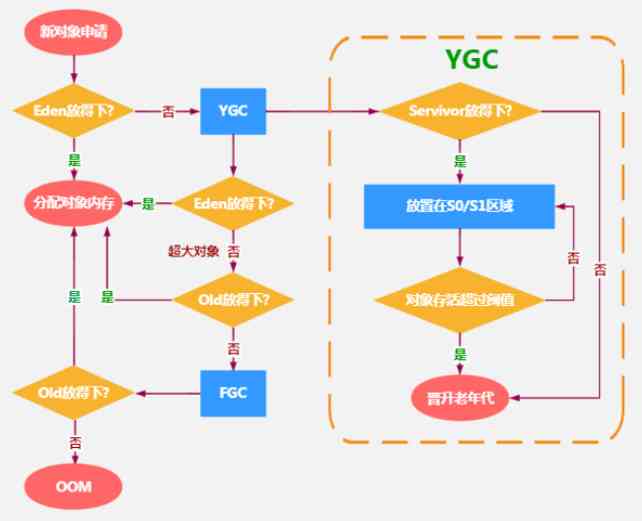 新对象申请
YGC
Eden放得下?
否
YGC
Servivor放得下?
是
是
分配对象内存
是
Eden放得下?
放置在S0/S1区域
超大对象
否
否
否
是
是
Old放得下?
对象存活超过阈值
否
是
Old放得下?
FGC
晋升老年代
否
OOM